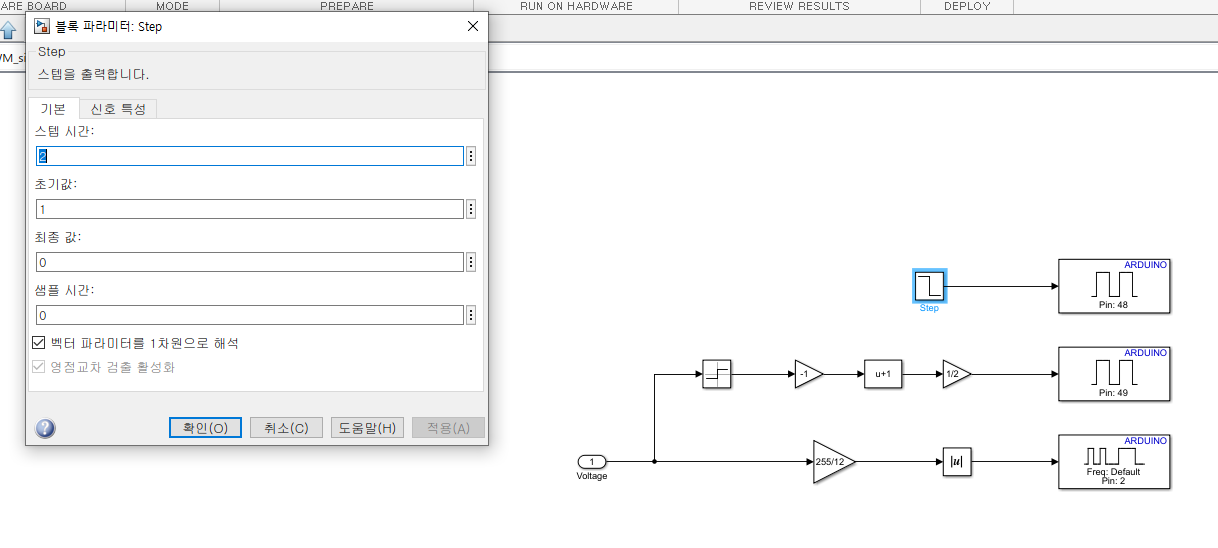 ARE BOARD
MODE
PREPARE
RUN ON HARDWARE
REVIEW RESULTS
DEPLOY
블록 파라미터: Step
Step
스텝을 출력합니다.
기본
신호 특성
스텝 시간:
2
초기값:
1
최종 값:
0
샘플 시간:
0
벡터 파라미터를 1차원으로 해석
영점교차 검출 활성화
확인(O)
취소(C)
도움말(H)
적용(A)
Step
ARDUINO
Pin: 48
-1
u+1
1/2
ARDUINO
Pin: 49
1
Voltage
255/12
|u|
ARDUINO
Freq: Default
Pin: 2